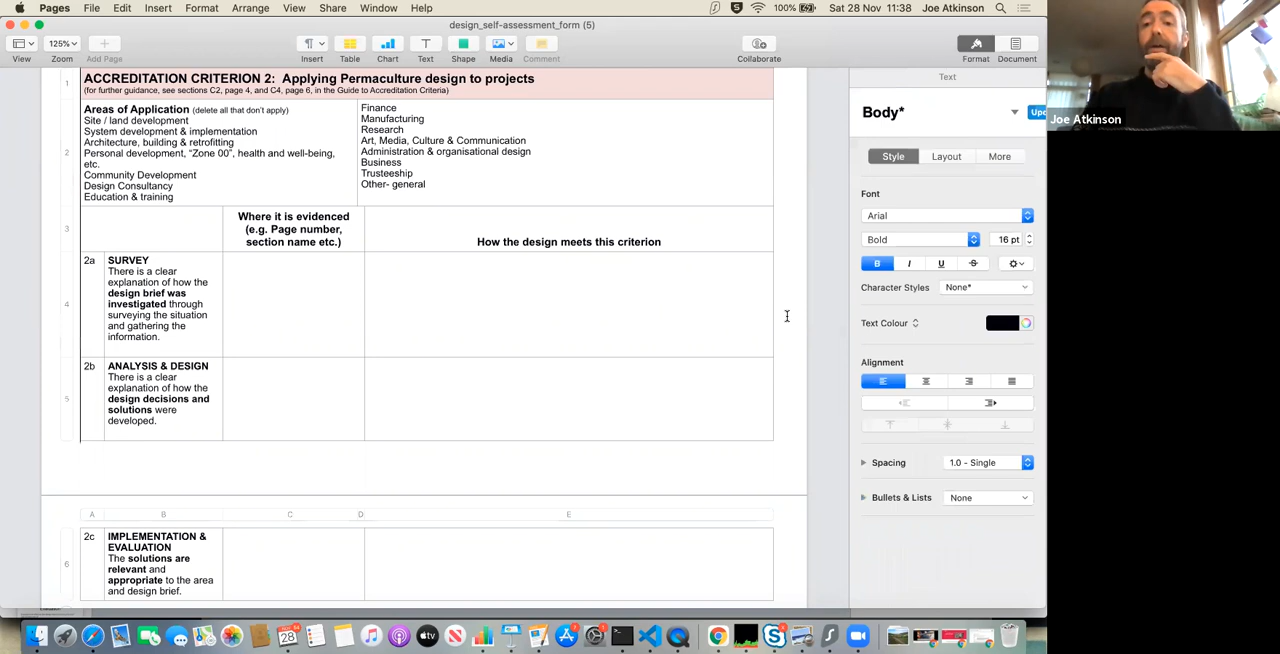 Pages File Edit Insert Format Arrange View Share Window Help 100% Sat 28 Nov 11:38 Joe Atkinson
design_self-assessment_form (5)
125%
View Zoom Add Page Insert Table Chart Text Shape Media Comment Collaborate Format Document
ACCREDITATION CRITERION 2: Applying Permaculture design to projects
(for further guidance, see sections C2, page 4, and C4, page 6, in the Guide to Accreditation Criteria)
Areas of Application (delete all that don't apply)
Site / land development
System development & implementation
Architecture, building & retrofitting
Personal development, "Zone 00", health and well-being,
etc.
Community Development
Design Consultancy
Education & training
Finance
Manufacturing
Research
Art, Media, Culture & Communication
Administration & organisational design
Business
Trusteeship
Other- general
Where it is evidenced
(e.g. Page number,
section name etc.)
How the design meets this criterion
2a SURVEY
There is a clear
explanation of how the
design brief was
investigated through
surveying the situation
and gathering the
information.
2b ANALYSIS & DESIGN
There is a clear
explanation of how the
design decisions and
solutions were
developed.
A B C D E
2c IMPLEMENTATION &
EVALUATION
The solutions are
relevant and
appropriate to the area
and design brief.
1
2
3
4
5
6
Text
Body*
Style Layout More
Font
Arial
Bold 16 pt
B I U S
Character Styles None*
Text Colour
Alignment
Spacing 1.0 - Single
Bullets & Lists None
Joe Atkinson
28
tv